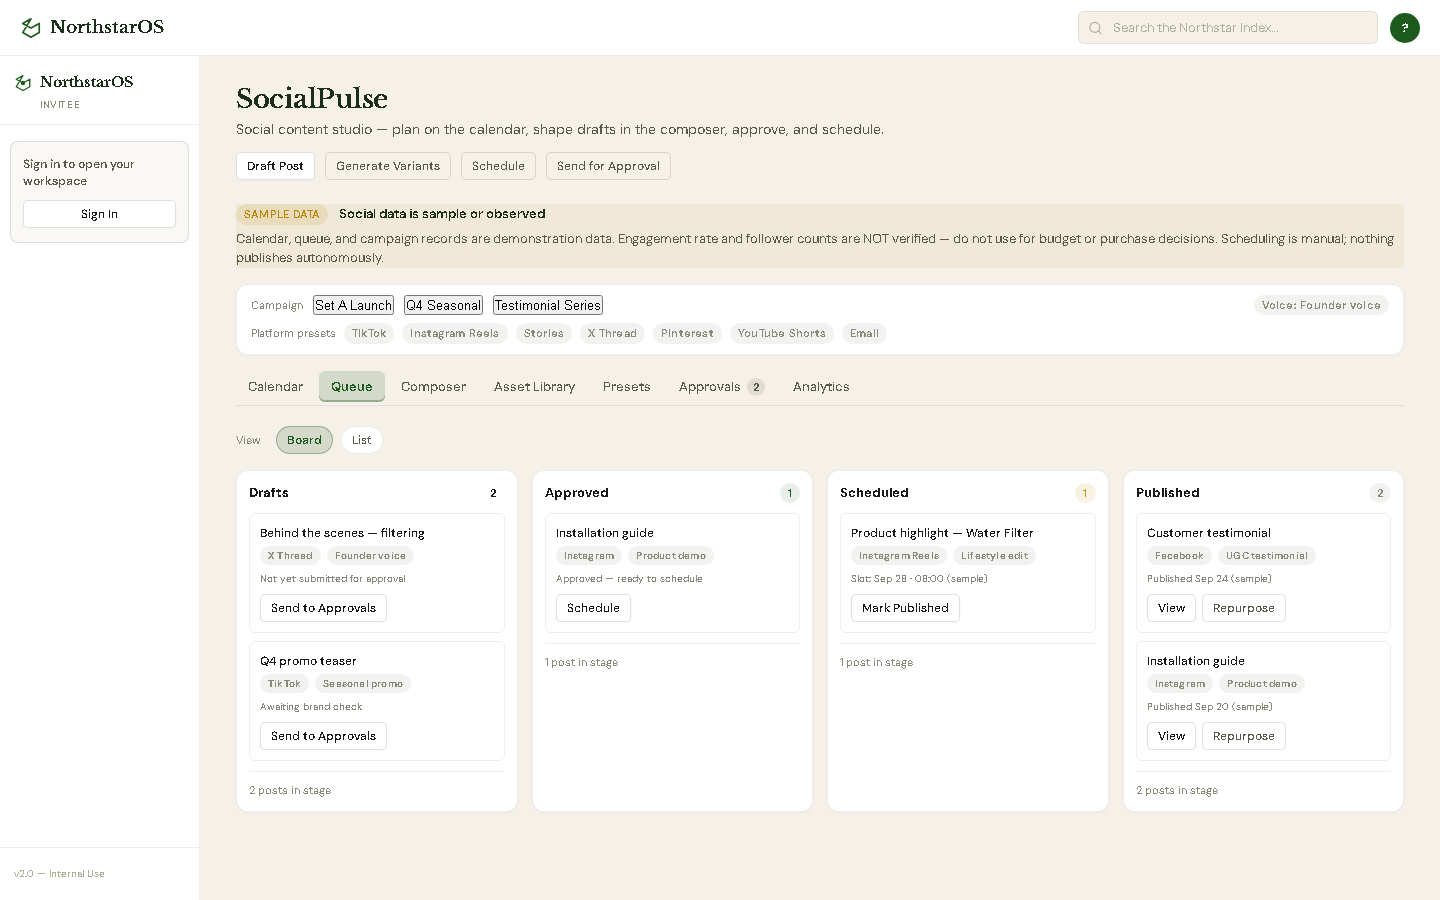 NorthstarOS
Search the Northstar Index...
?
NorthstarOS
INVITEE
Sign in to open your
workspace
Sign In
v2.0 — Internal Use
SocialPulse
Social content studio — plan on the calendar, shape drafts in the composer, approve, and schedule.
Draft Post
Generate Variants
Schedule
Send for Approval
SAMPLE DATA Social data is sample or observed
Calendar, queue, and campaign records are demonstration data. Engagement rate and follower counts are NOT verified — do not use for budget or purchase decisions. Scheduling is manual; nothing
publishes autonomously.
Campaign Set A Launch Q4 Seasonal Testimonial Series Voice: Founder voice
Platform presets TikTok Instagram Reels Stories X Thread Pinterest YouTube Shorts Email
Calendar Queue Composer Asset Library Presets Approvals 2 Analytics
View Board List
Drafts 2
Behind the scenes — filtering
X Thread Founder voice
Not yet submitted for approval
Send to Approvals
Q4 promo teaser
TikTok Seasonal promo
Awaiting brand check
Send to Approvals
2 posts in stage
Approved 1
Installation guide
Instagram Product demo
Approved — ready to schedule
Schedule
1 post in stage
Scheduled 1
Product highlight — Water Filter
Instagram Reels Lifestyle edit
Slot: Sep 28 · 08:00 (sample)
Mark Published
1 post in stage
Published 2
Customer testimonial
Facebook UGC testimonial
Published Sep 24 (sample)
View Repurpose
Installation guide
Instagram Product demo
Published Sep 20 (sample)
View Repurpose
2 posts in stage